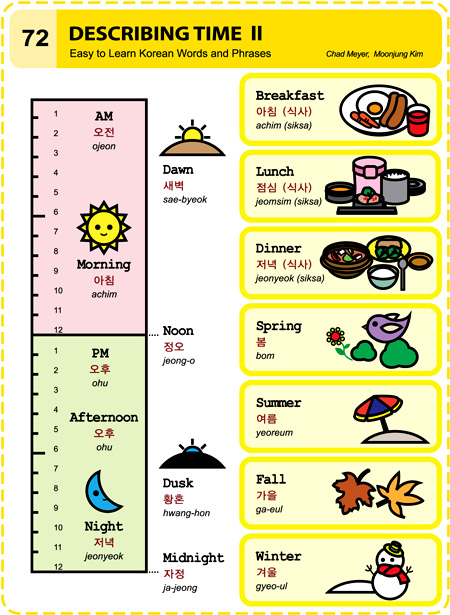 72
DESCRIBING TIME II
Easy to Learn Korean Words and Phrases
Chad Meyer, Moonjung Kim
1
2
3
4
5
6
7
8
9
10
11
12
AM
오전
ojeon
Morning
아침
achim
1
2
3
4
5
6
7
8
9
10
11
12
PM
오후
ohu
Afternoon
오후
ohu
Night
저녁
jeonyeok
Dawn
새벽
sae-byeok
Noon
정오
jeong-o
Dusk
황혼
hwang-hon
Midnight
자정
ja-jeong
Breakfast
아침 (식사)
achim (siksa)
Lunch
점심 (식사)
jeomsim (siksa)
Dinner
저녁 (식사)
jeonyeok (siksa)
Spring
봄
bom
Summer
여름
yeoreum
Fall
가을
ga-eul
Winter
겨울
gyeo-ul